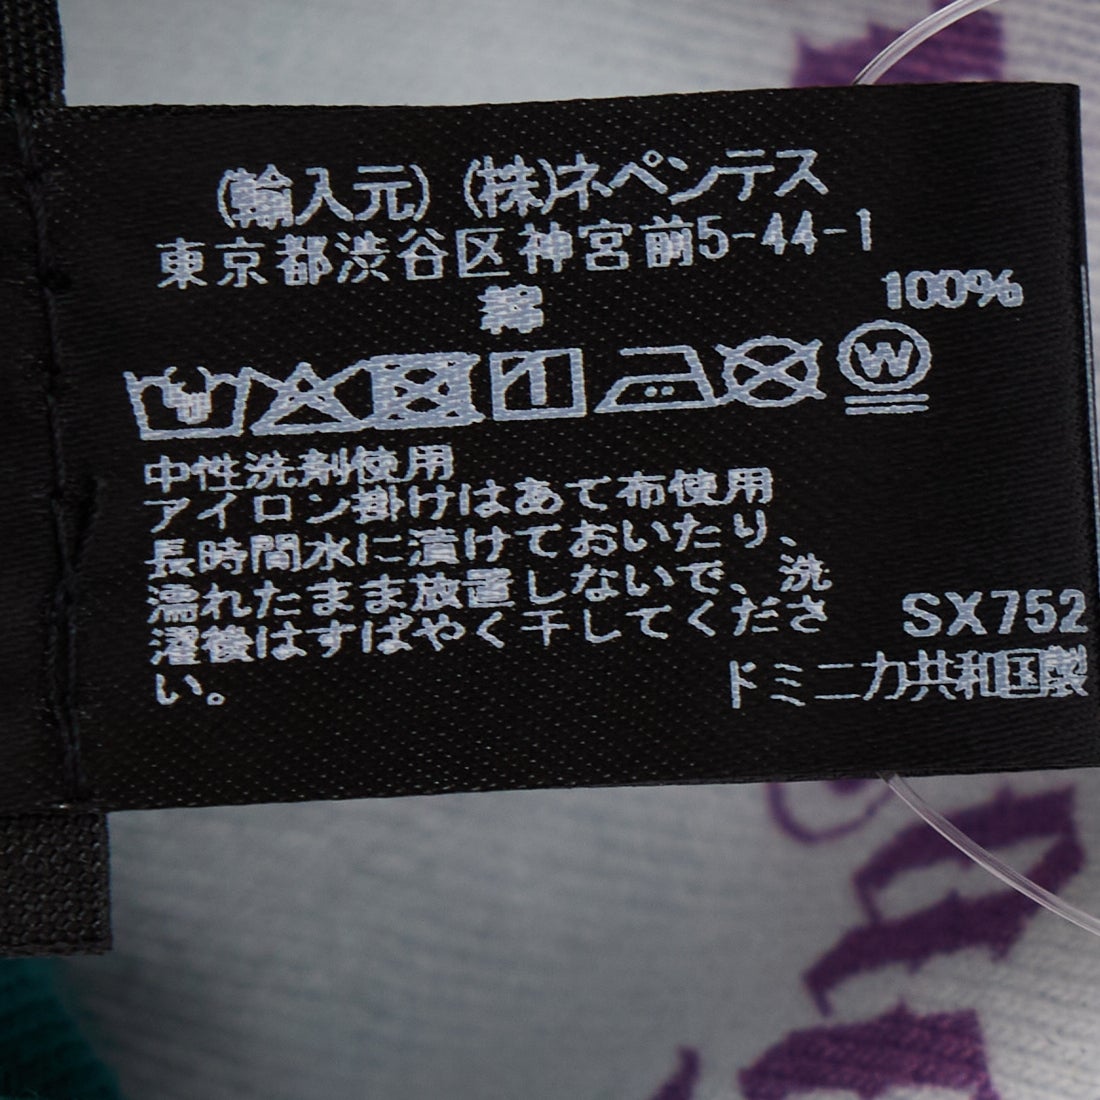 (輸入元) (株)ネペンテス
東京都渋谷区神宮前5-44-1
綿 100%
W
中性洗剤使用
アイロン掛けはあて布使用
長時間水に漬けておいたり、
濡れたまま放置しないで、洗
濯後はすばやく干してくださ
い。
SX752
ドミニカ共和国製